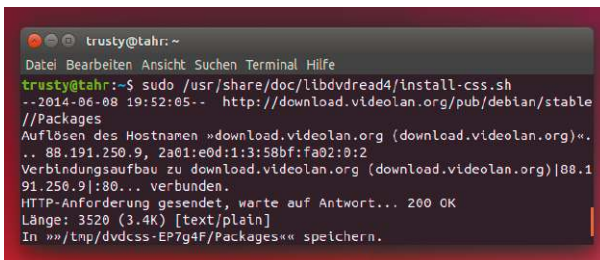 trusty@tahr: ~
Datei Bearbeiten Ansicht Suchen Terminal Hilfe
trusty@tahr:~$ sudo /usr/share/doc/libdvdread4/install-css.sh
--2014-06-08 19:52:05-- http://download.videolan.org/pub/debian/stable
//Packages
Auflösen des Hostnamen »download.videolan.org (download.videolan.org)«.
.. 88.191.250.9, 2a01:e0d:1:3:58bf:fa02:0:2
Verbindungsaufbau zu download.videolan.org (download.videolan.org)|88.1
91.250.9|:80... verbunden.
HTTP-Anforderung gesendet, warte auf Antwort... 200 OK
Länge: 3520 (3.4K) [text/plain]
In »»/tmp/dvdcss-EP7g4F/Packages«« speichern.